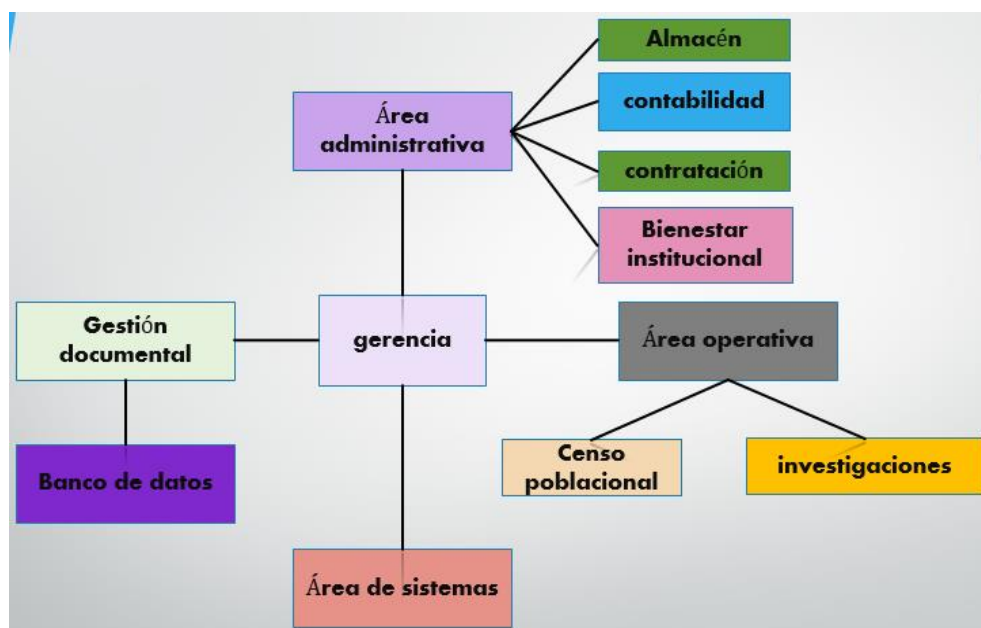 Almacén
Área
administrativa
contabilidad
contratación
Bienestar
institucional
Gestión
documental
gerencia
Área operativa
Banco de datos
Censo
poblacional
investigaciones
Área de sistemas